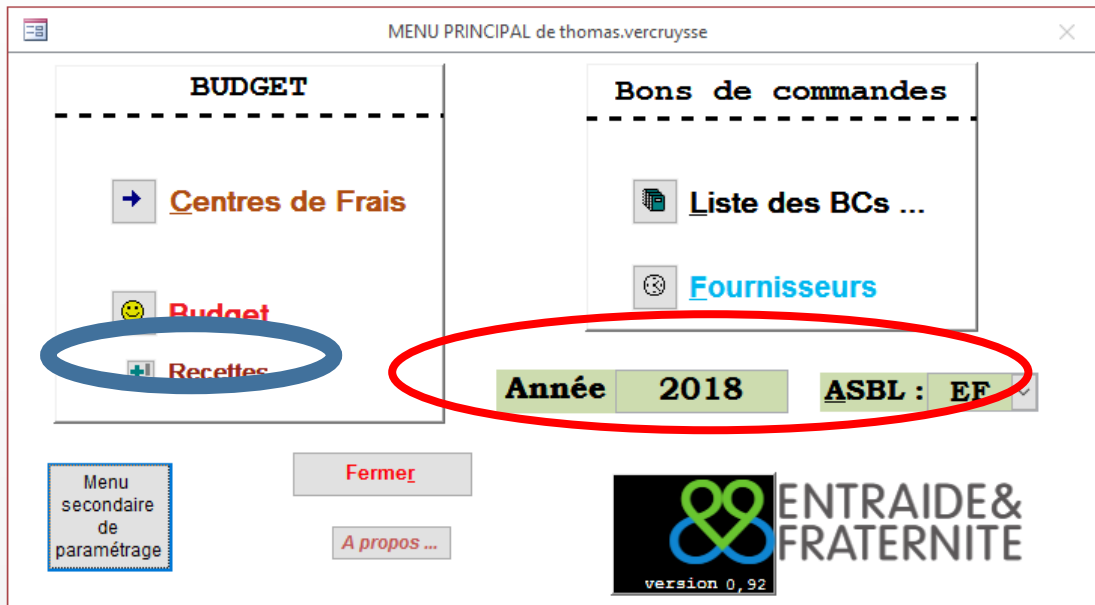 MENU PRINCIPAL de thomas.vercruysse
BUDGET
Centres de Frais
Budget
Recettes
Bons de commandes
Liste des BCs ...
Fournisseurs
Année 2018 ASBL : EF
Menu
secondaire
de
paramétrage
Fermer
A propos ...
version 0,92
ENTRAIDE&
FRATERNITE